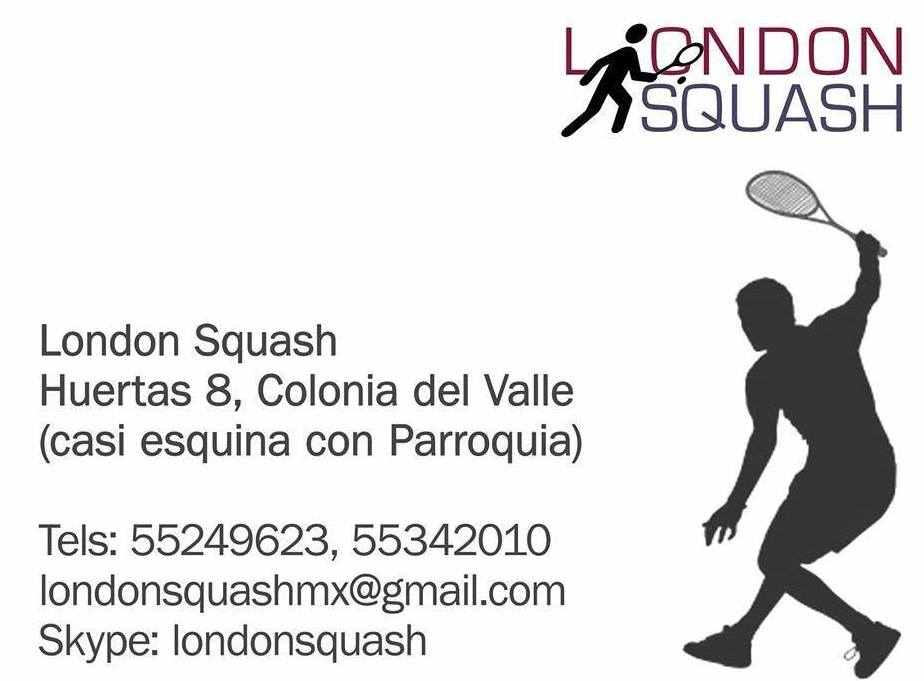 LONDON
SQUASH
London Squash
Huertas 8, Colonia del Valle
(casi esquina con Parroquia)
Tels: 55249623, 55342010
londonsquashmx@gmail.com
Skype: londonsquash